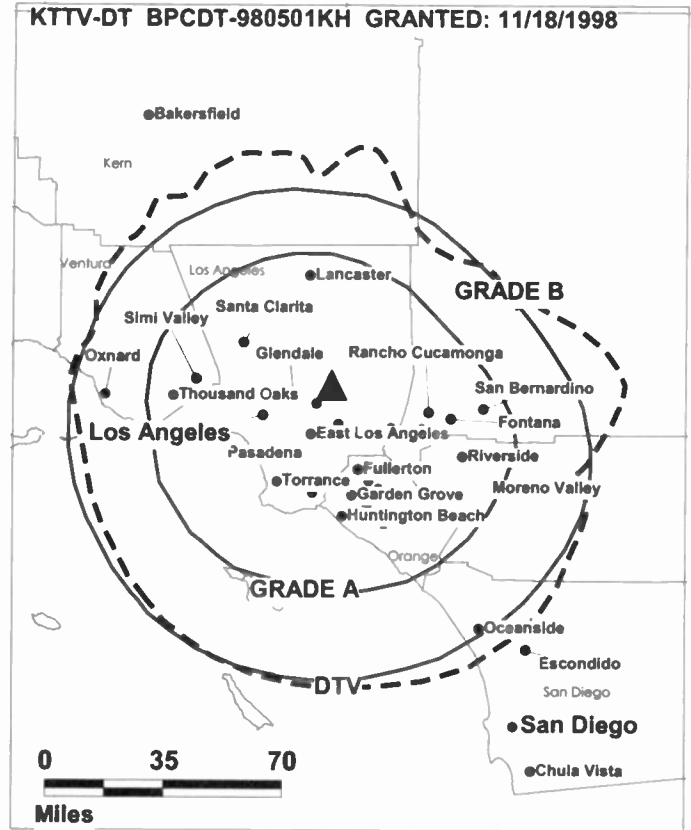 KTTV-DT BPCDT-980501KH GRANTED: 11/18/1998
Bakersfield
Kern
Ventura
Los Angeles
Lancaster
GRADE B
Santa Clarita
Simi Valley
Oxnard
Glendale
Rancho Cucamonga
San Bernardino
Thousand Oaks
Fontana
Los Angeles
East Los Angeles
Pasadena
Riverside
Fullerton
Torrance
Moreno Valley
Garden Grove
Huntington Beach
Orange
GRADE A
Oceanside
Escondido
DTV
San Diego
San Diego
Chula Vista
0 35 70
Miles